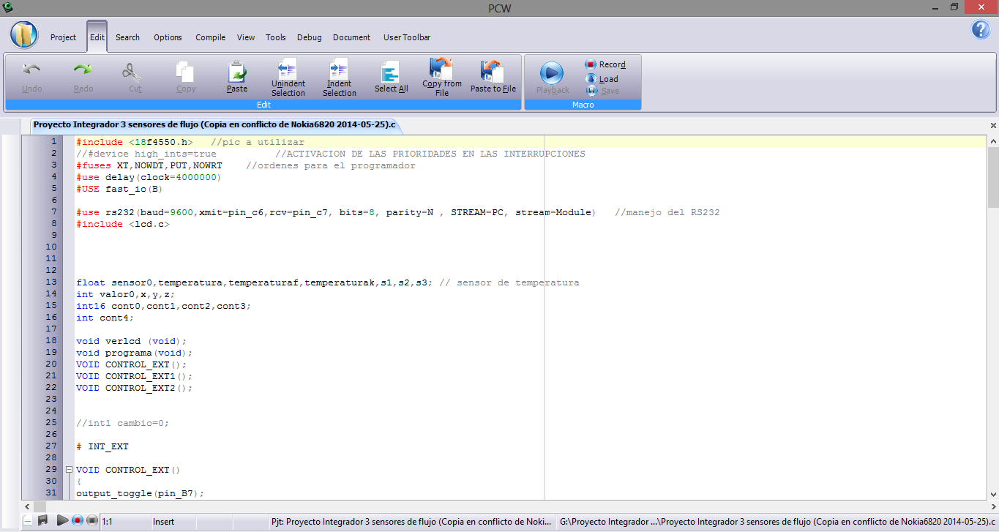 PCW
Project Edit Search Options Compile View Tools Debug Document User Toolbar
Undo Redo Cut Copy Paste Unindent Selection Indent Selection Select All Copy from File Paste to File
Edit
Record
Load
Save
Playback
Macro
Proyecto Integrador 3 sensores de flujo (Copia en conflicto de Nokia6820 2014-05-25).c
1 #include <18f4550.h> //pic a utilizar
2 //#device high_ints=true //ACTIVACION DE LAS PRIORIDADES EN LAS INTERRUPCIONES
3 #fuses XT,NOWDT,PUT,NOWRT //ordenes para el programador
4 #use delay(clock=4000000)
5 #USE fast_io(B)
6
7 #use rs232(baud=9600,xmit=pin_c6,rcv=pin_c7, bits=8, parity=N , STREAM=PC, stream=Module) //manejo del RS232
8 #include <lcd.c>
9
10
11
12
13 float sensor0,temperatura,temperaturaf,temperaturak,s1,s2,s3; // sensor de temperatura
14 int valor0,x,y,z;
15 int16 cont0,cont1,cont2,cont3;
16 int cont4;
17
18 void verlcd (void);
19 void programa(void);
20 VOID CONTROL_EXT();
21 VOID CONTROL_EXT1();
22 VOID CONTROL_EXT2();
23
24
25 //int1 cambio=0;
26
27 # INT_EXT
28
29 VOID CONTROL_EXT()
30 {
31 output_toggle(pin_B7);
1:1 Insert Pjt: Proyecto Integrador 3 sensores de flujo (Copia en conflicto de Noki... G:\Proyecto Integrador ...\Proyecto Integrador 3 sensores de flujo (Copia en conflicto de Nokia6820 2014-05-25).c